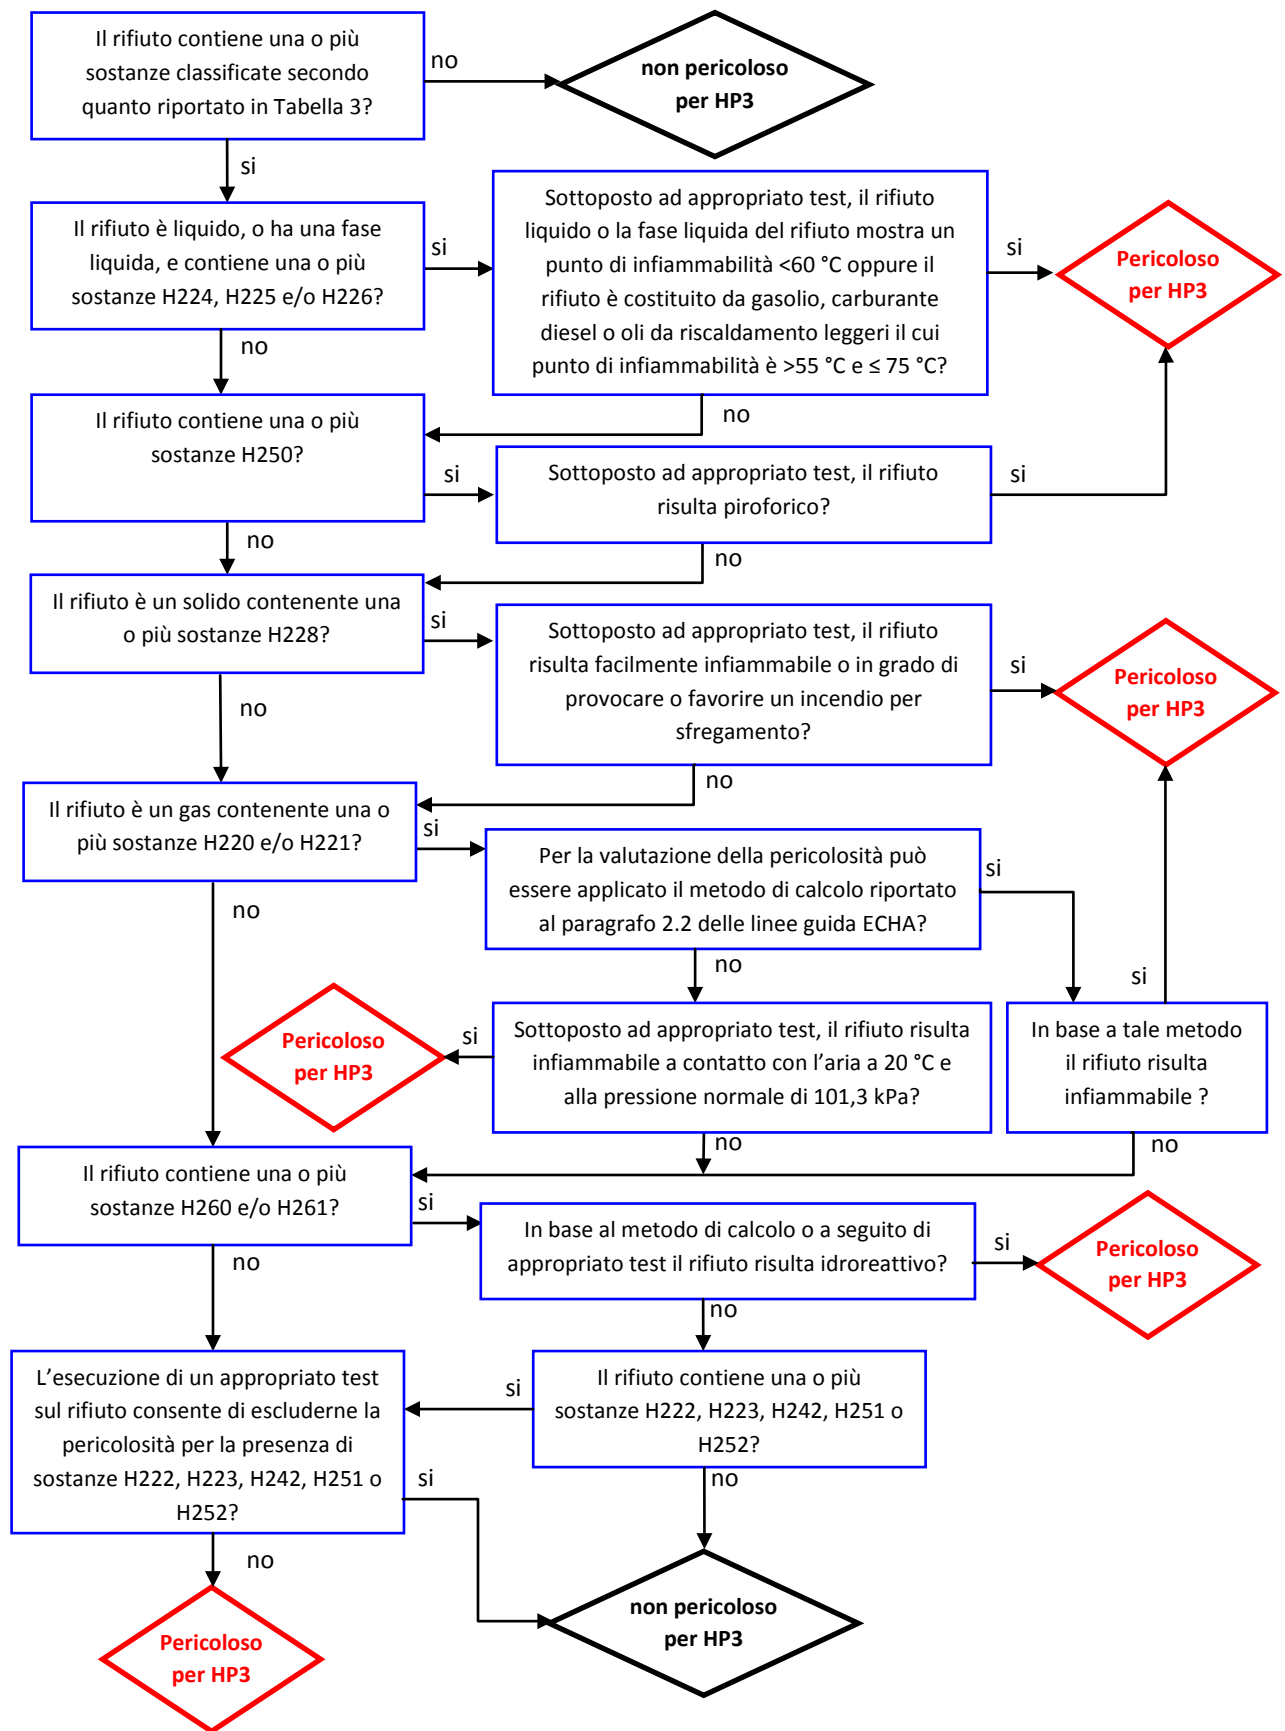 Il rifiuto contiene una o più
sostanze classificate secondo
quanto riportato in Tabella 3?
no
non pericoloso
per HP3
si
Il rifiuto è liquido, o ha una fase
liquida, e contiene una o più
sostanze H224, H225 e/o H226?
si
Sottoposto ad appropriato test, il rifiuto
liquido o la fase liquida del rifiuto mostra un
punto di infiammabilità <60 °C oppure il
rifiuto è costituito da gasolio, carburante
diesel o oli da riscaldamento leggeri il cui
punto di infiammabilità è >55 °C e ≤ 75 °C?
si
Pericoloso
per HP3
no
no
Il rifiuto contiene una o più
sostanze H250?
si
Sottoposto ad appropriato test, il rifiuto
risulta piroforico?
si
no
no
Il rifiuto è un solido contenente una
o più sostanze H228?
si
Sottoposto ad appropriato test, il rifiuto
risulta facilmente infiammabile o in grado di
provocare o favorire un incendio per
sfregamento?
si
Pericoloso
per HP3
no
no
Il rifiuto è un gas contenente una o
più sostanze H220 e/o H221?
si
Per la valutazione della pericolosità può
essere applicato il metodo di calcolo riportato
al paragrafo 2.2 delle linee guida ECHA?
si
no
no
si
Pericoloso
per HP3
si
Sottoposto ad appropriato test, il rifiuto risulta
infiammabile a contatto con l’aria a 20 °C e
alla pressione normale di 101,3 kPa?
In base a tale metodo
il rifiuto risulta
infiammabile ?
no
no
Il rifiuto contiene una o più
sostanze H260 e/o H261?
si
In base al metodo di calcolo o a seguito di
appropriato test il rifiuto risulta idroreattivo?
si
Pericoloso
per HP3
no
no
L’esecuzione di un appropriato test
sul rifiuto consente di escluderne la
pericolosità per la presenza di
sostanze H222, H223, H242, H251 o
H252?
si
Il rifiuto contiene una o più
sostanze H222, H223, H242, H251 o
H252?
si
no
no
Pericoloso
per HP3
non pericoloso
per HP3